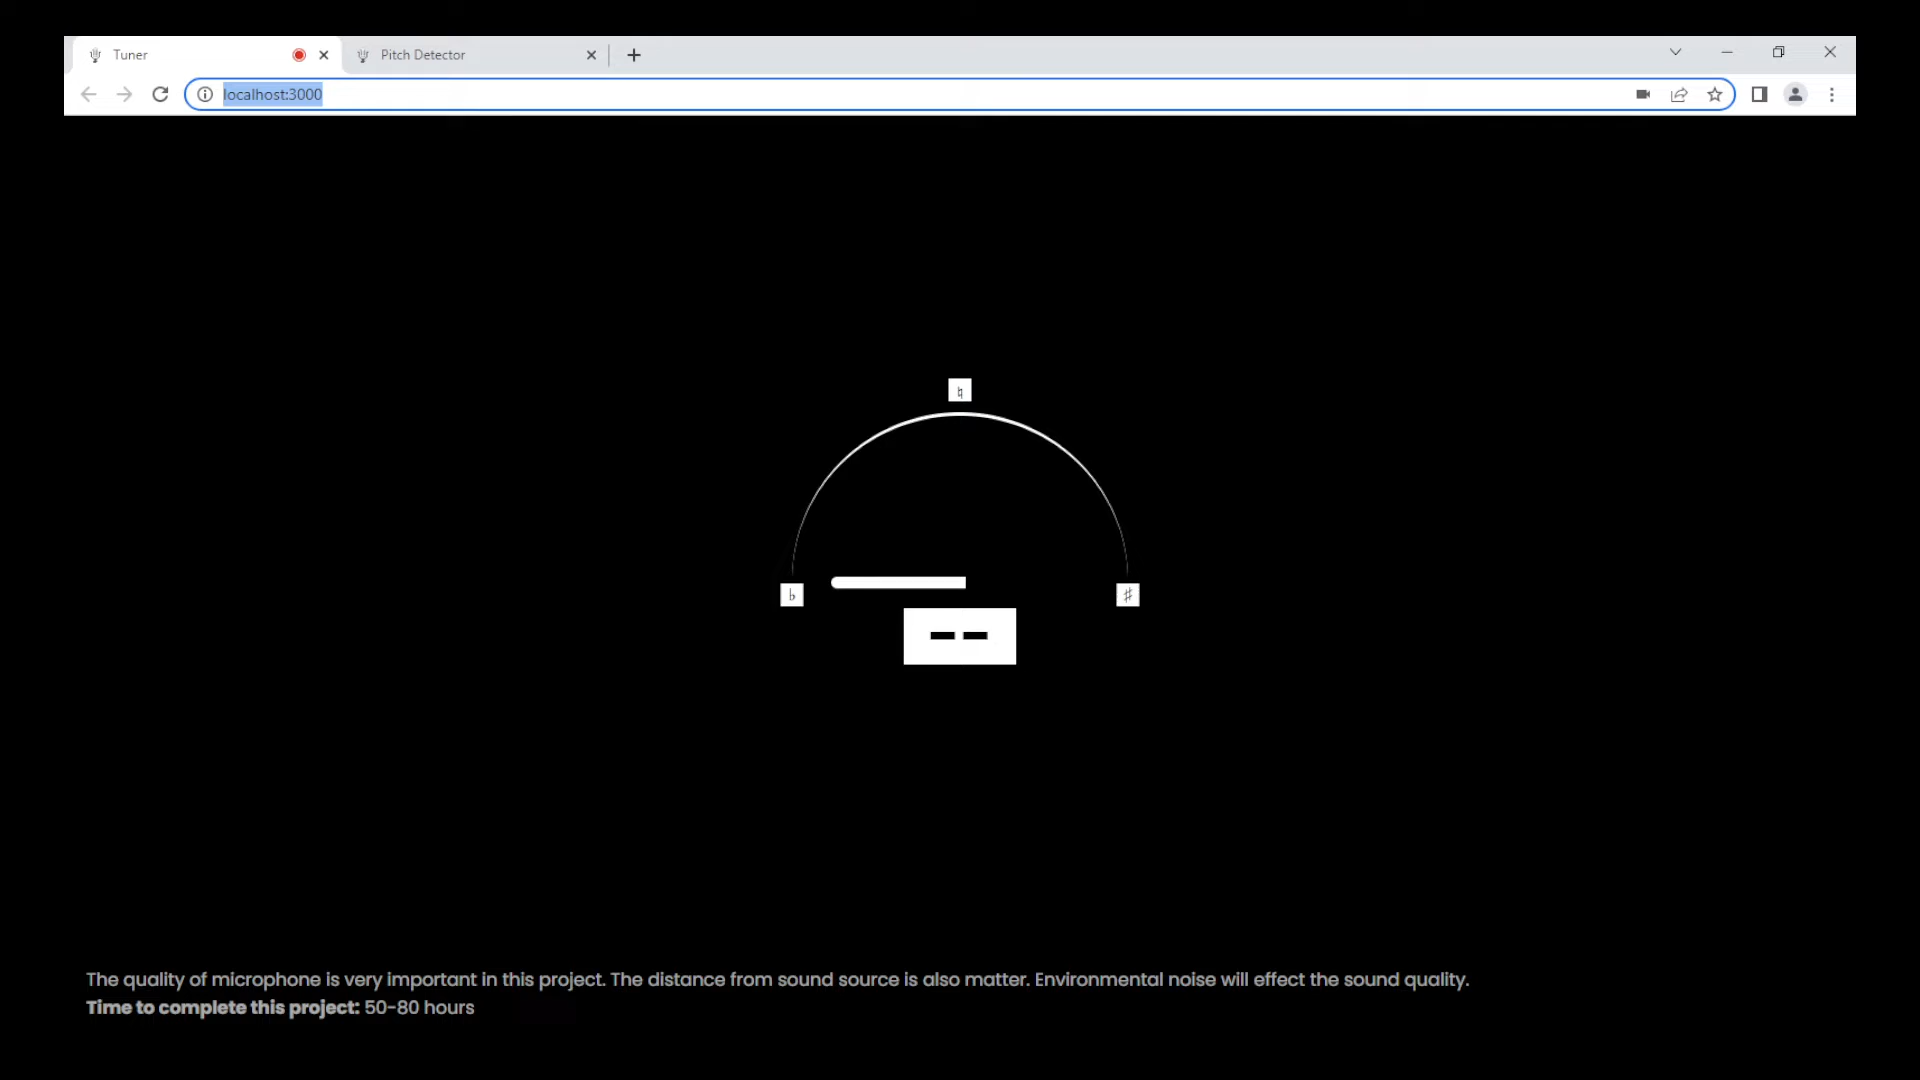 Tuner
Pitch Detector
localhost:3000
♮
♭
♯
--
The quality of microphone is very important in this project. The distance from sound source is also matter. Environmental noise will effect the sound quality.
Time to complete this project: 50-80 hours